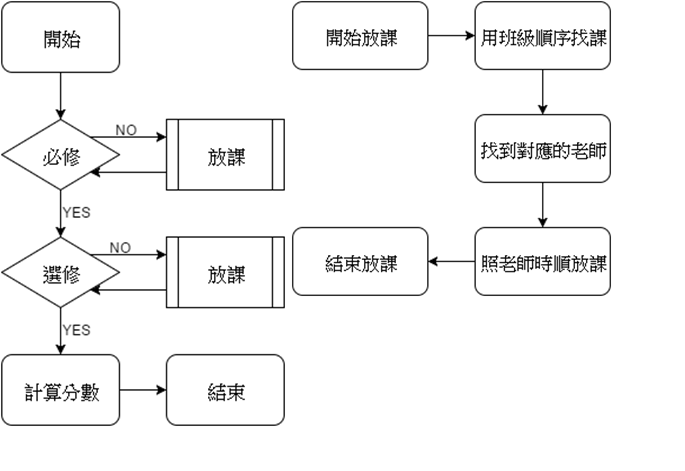 開始
必修
NO
放課
YES
選修
NO
放課
YES
計算分數
結束
開始放課
用班級順序找課
找到對應的老師
照老師時順放課
結束放課